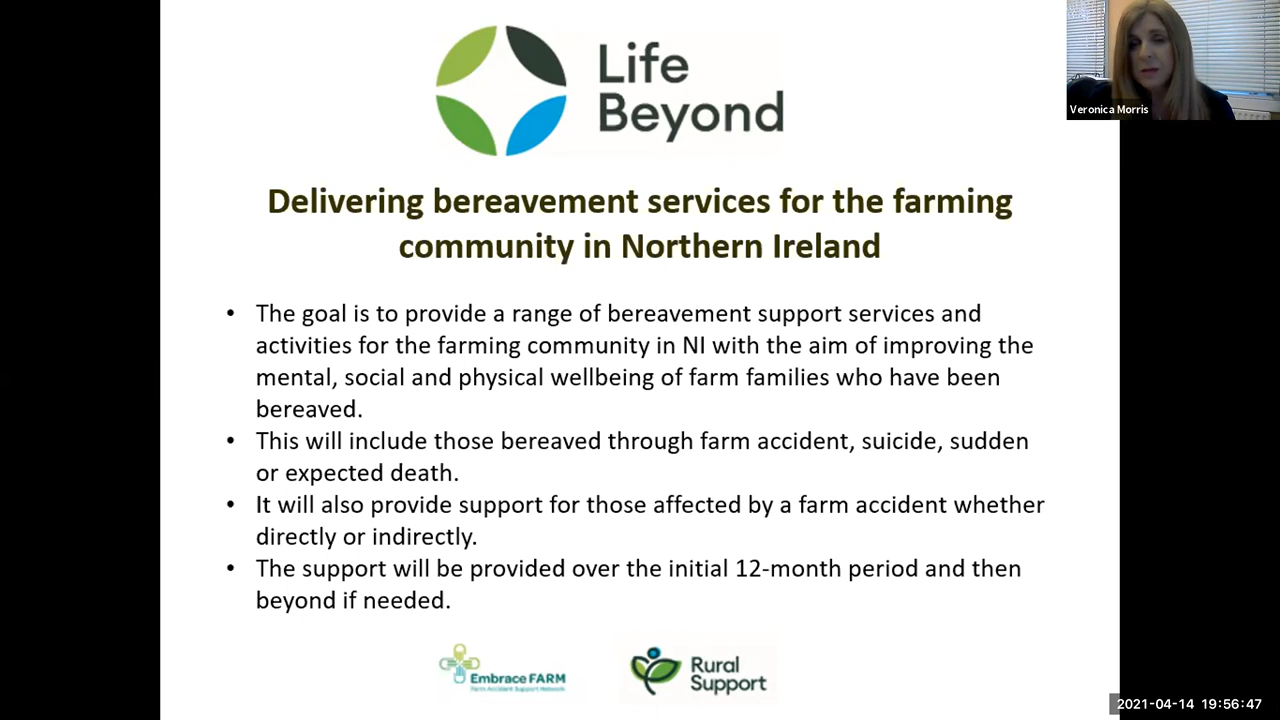 Life
Beyond
Veronica Morris
Delivering bereavement services for the farming
community in Northern Ireland
• The goal is to provide a range of bereavement support services and
activities for the farming community in NI with the aim of improving the
mental, social and physical wellbeing of farm families who have been
bereaved.
• This will include those bereaved through farm accident, suicide, sudden
or expected death.
• It will also provide support for those affected by a farm accident whether
directly or indirectly.
• The support will be provided over the initial 12-month period and then
beyond if needed.
Embrace FARM
Farm Accident Support Network
Rural
Support
2021-04-14 19:56:47